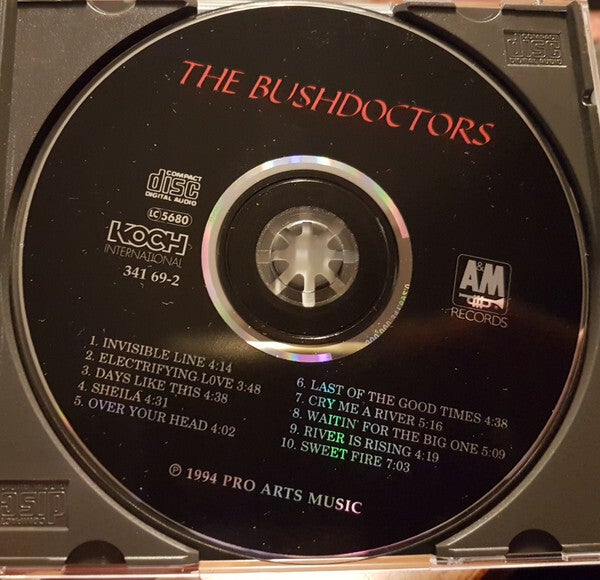 COMPACT
disc
DIGITAL AUDIO
THE BUSHDOCTORS
COMPACT
disc
DIGITAL AUDIO
LC 5680
KOCH
INTERNATIONAL
341 69-2
A&M
RECORDS
1. INVISIBLE LINE 4:14
2. ELECTRIFYING LOVE 3:48
3. DAYS LIKE THIS 4:38
4. SHEILA 4:31
5. OVER YOUR HEAD 4:02
6. LAST OF THE GOOD TIMES 4:38
7. CRY ME A RIVER 5:16
8. WAITIN' FOR THE BIG ONE 5:09
9. RIVER IS RISING 4:19
10. SWEET FIRE 7:03
℗ 1994 PRO ARTS MUSIC